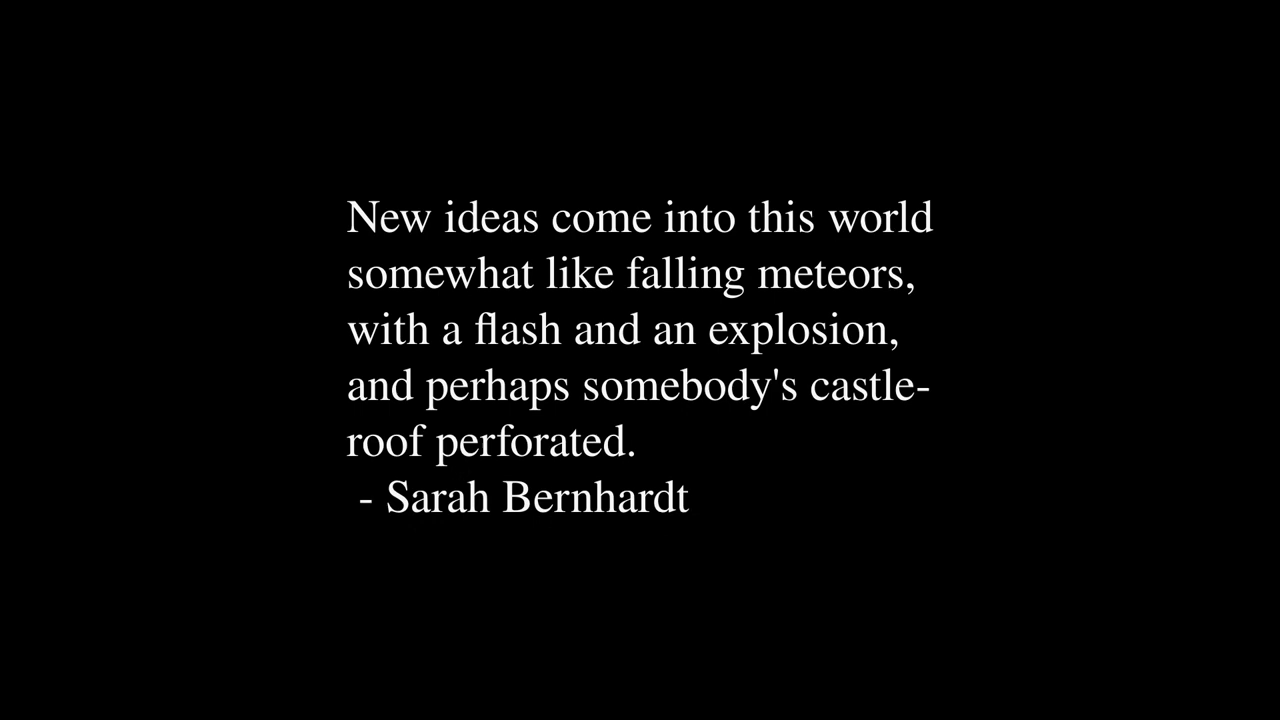 New ideas come into this world
somewhat like falling meteors,
with a flash and an explosion,
and perhaps somebody's castle-
roof perforated.
- Sarah Bernhardt